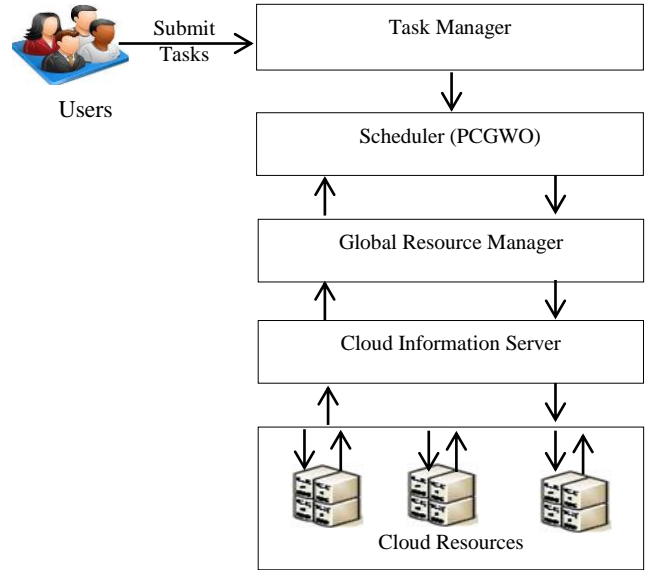 Submit
Tasks
Users
Task Manager
Scheduler (PCGWO)
Global Resource Manager
Cloud Information Server
Cloud Resources